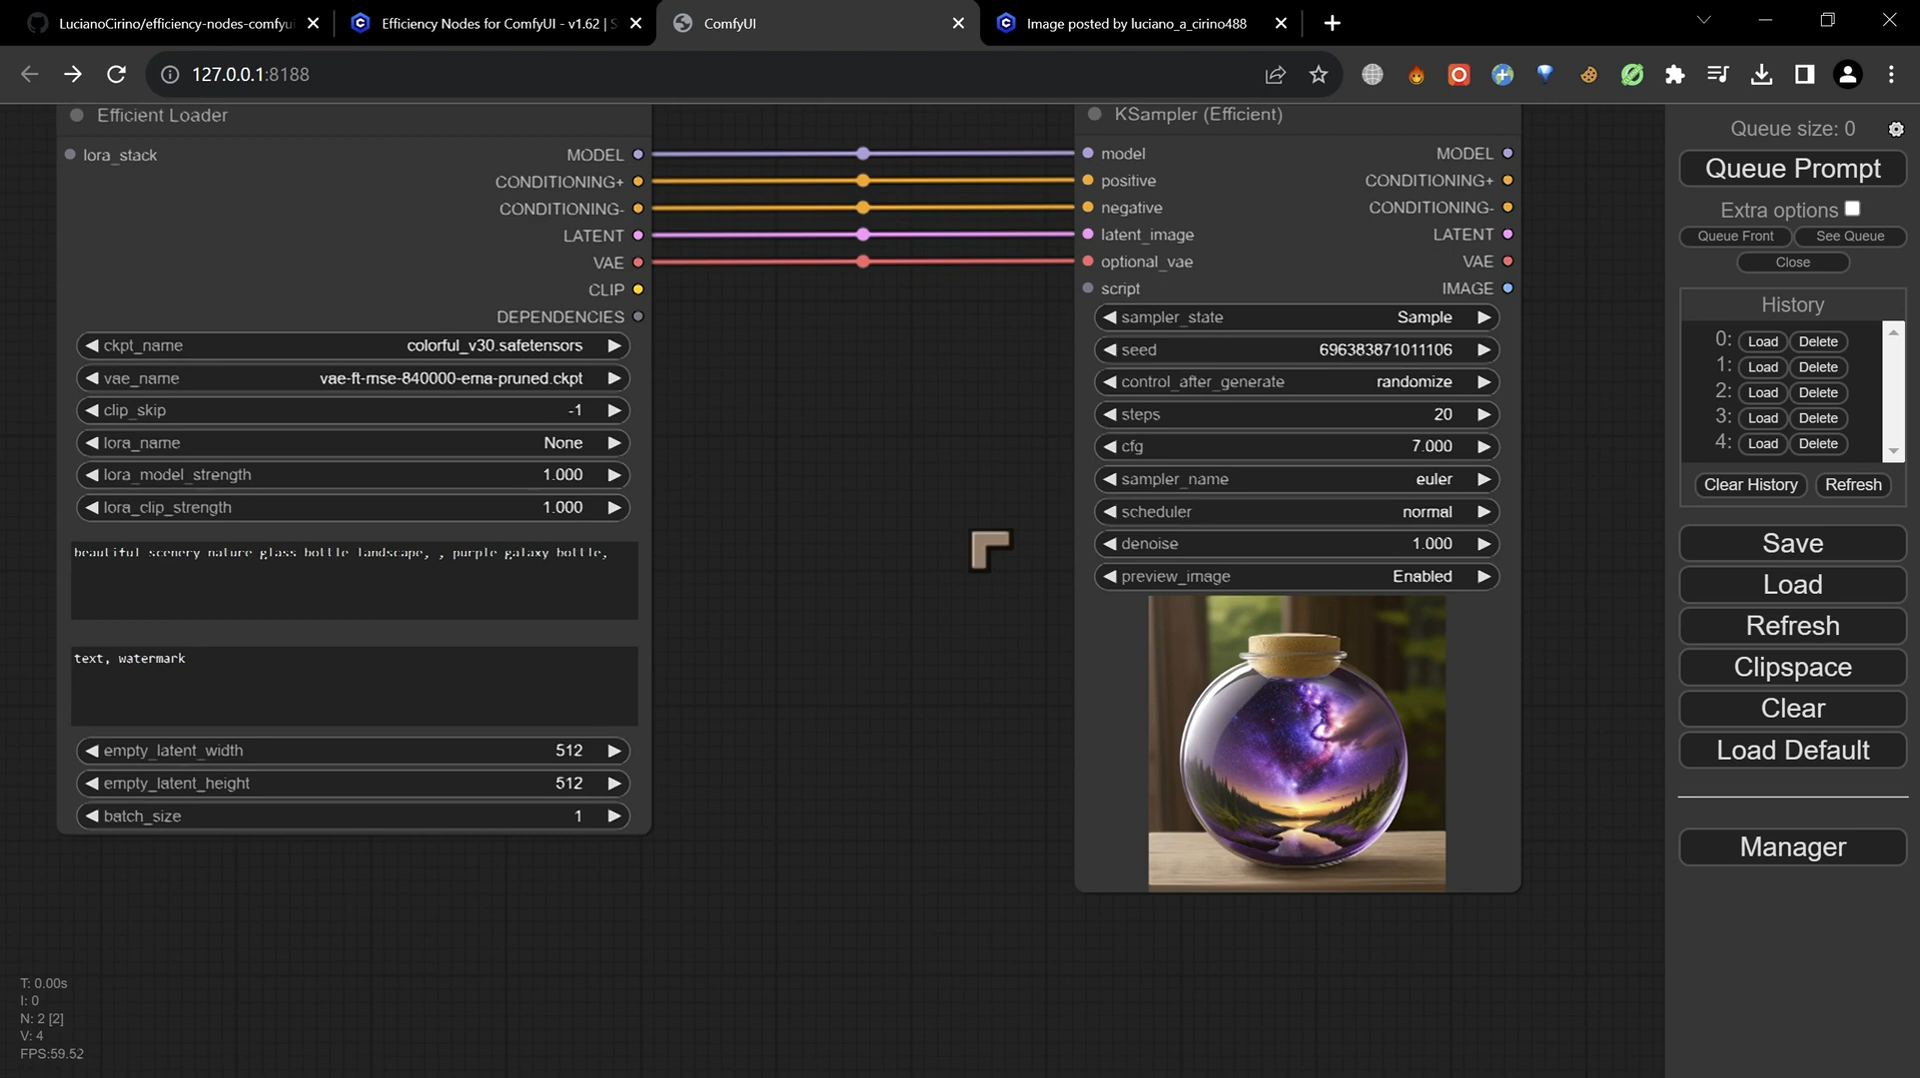 LucianoCirino/efficiency-nodes-comfyui
Efficiency Nodes for ComfyUI - v1.62 | S
ComfyUI
Image posted by luciano_a_cirino488
127.0.0.1:8188
Efficient Loader
lora_stack
MODEL
CONDITIONING+
CONDITIONING-
LATENT
VAE
CLIP
DEPENDENCIES
ckpt_name colorful_v30.safetensors
vae_name vae-ft-mse-840000-ema-pruned.ckpt
clip_skip -1
lora_name None
lora_model_strength 1.000
lora_clip_strength 1.000
beautiful scenery nature glass bottle landscape, , purple galaxy bottle,
text, watermark
empty_latent_width 512
empty_latent_height 512
batch_size 1
KSampler (Efficient)
model MODEL
positive CONDITIONING+
negative CONDITIONING-
latent_image LATENT
optional_vae VAE
script IMAGE
sampler_state Sample
seed 696383871011106
control_after_generate randomize
steps 20
cfg 7.000
sampler_name euler
scheduler normal
denoise 1.000
preview_image Enabled
Queue size: 0
Queue Prompt
Extra options
Queue Front See Queue
Close
History
0: Load Delete
1: Load Delete
2: Load Delete
3: Load Delete
4: Load Delete
Clear History Refresh
Save
Load
Refresh
Clipspace
Clear
Load Default
Manager
T: 0.00s
I: 0
N: 2 [2]
V: 4
FPS:59.52